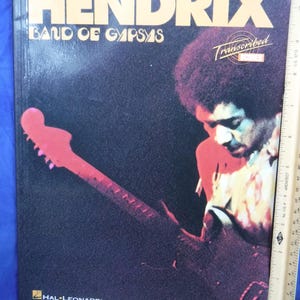 HENDRIX
BAND OF GYPSYS
Transcribed
HAL•LEONARD